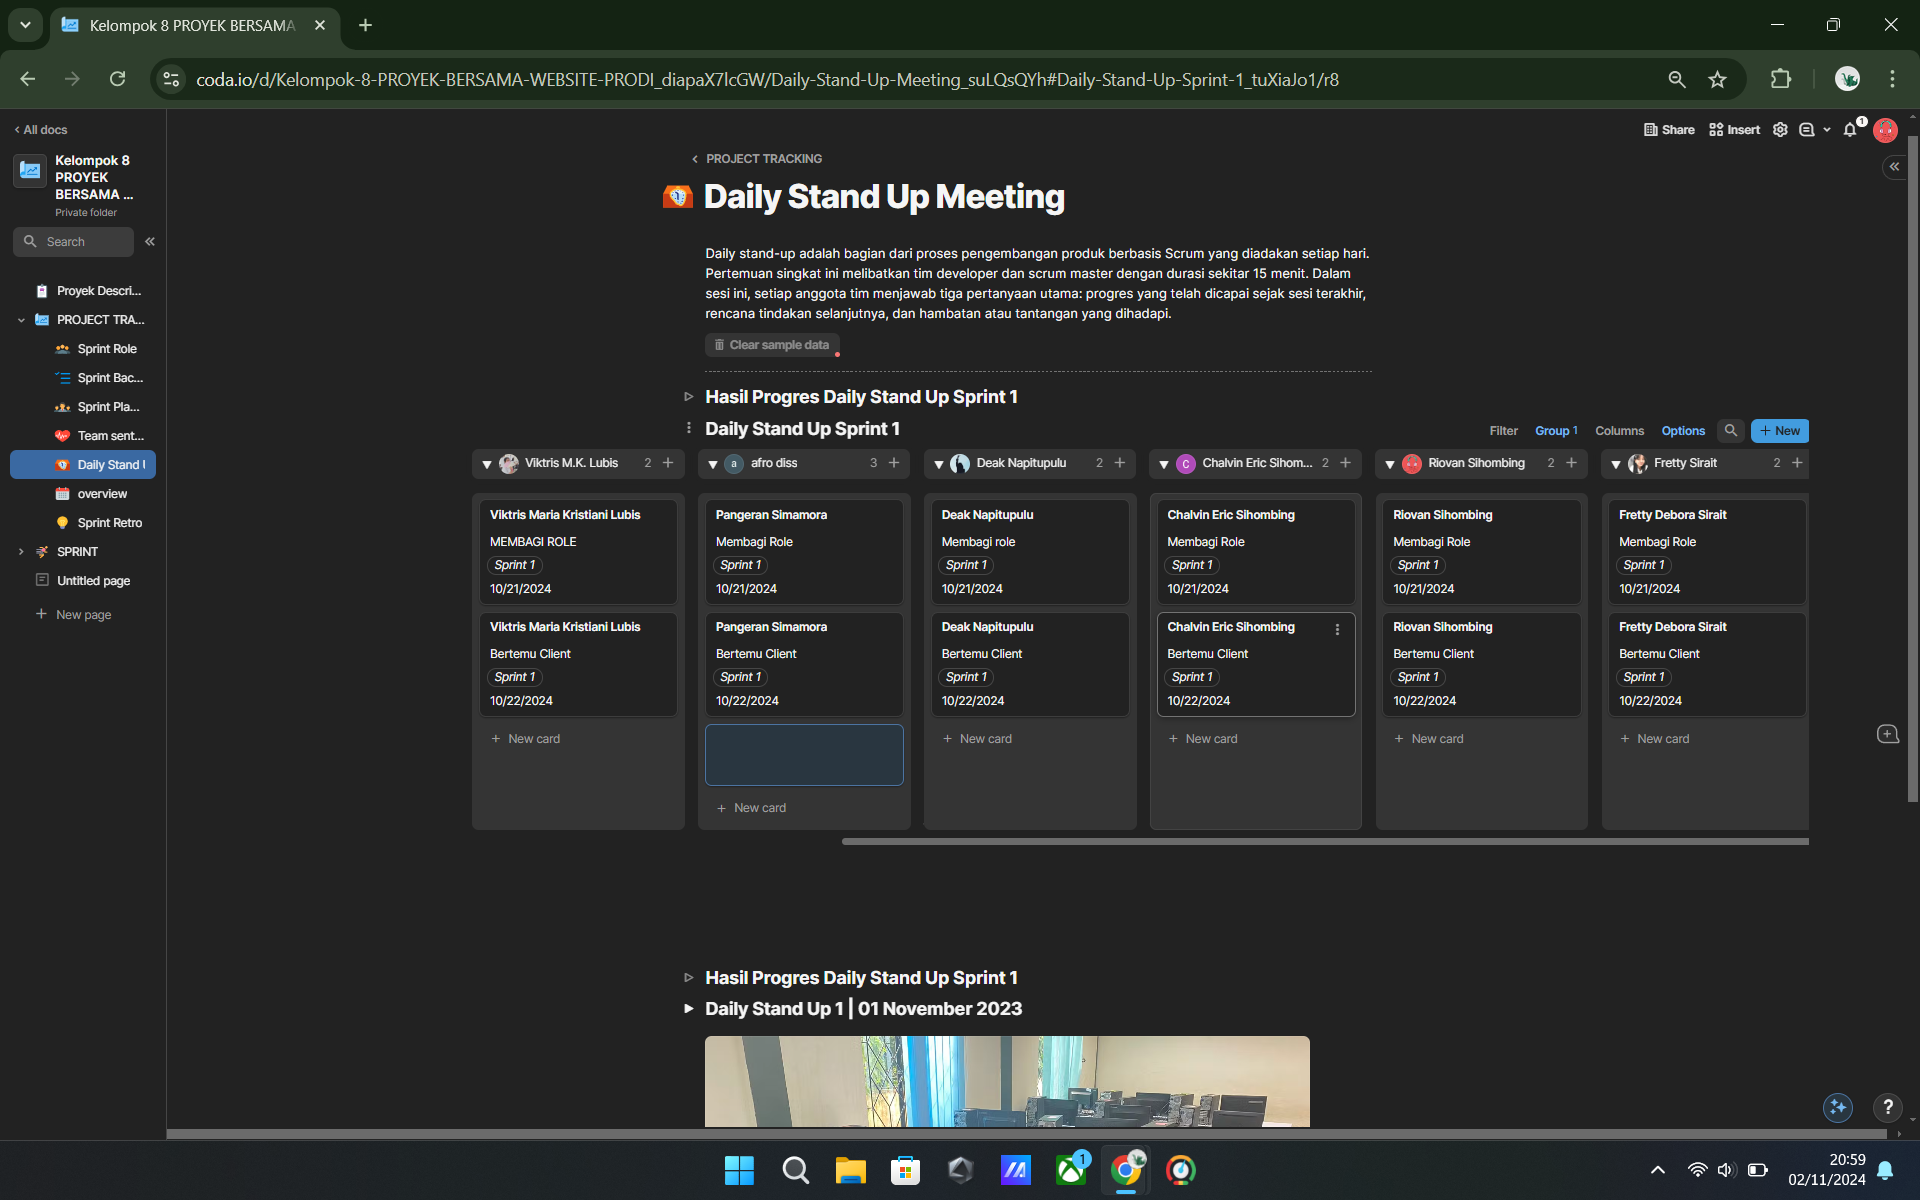 Kelompok 8 PROYEK BERSAMA
coda.io/d/Kelompok-8-PROYEK-BERSAMA-WEBSITE-PRODI_diapaX7lcGW/Daily-Stand-Up-Meeting_suLQsQYh#Daily-Stand-Up-Sprint-1_tuXiaJo1/r8
All docs
Kelompok 8
PROYEK
BERSAMA ...
Private folder
Search
Proyek Descri...
PROJECT TRA...
Sprint Role
Sprint Bac...
Sprint Pla...
Team sent...
Daily Stand U
overview
Sprint Retro
SPRINT
Untitled page
New page
Share
Insert
1
PROJECT TRACKING
Daily Stand Up Meeting
Daily stand-up adalah bagian dari proses pengembangan produk berbasis Scrum yang diadakan setiap hari.
Pertemuan singkat ini melibatkan tim developer dan scrum master dengan durasi sekitar 15 menit. Dalam
sesi ini, setiap anggota tim menjawab tiga pertanyaan utama: progres yang telah dicapai sejak sesi terakhir,
rencana tindakan selanjutnya, dan hambatan atau tantangan yang dihadapi.
Clear sample data
Hasil Progres Daily Stand Up Sprint 1
Daily Stand Up Sprint 1
Filter
Group 1
Columns
Options
New
Viktris M.K. Lubis 2
Viktris Maria Kristiani Lubis
MEMBAGI ROLE
Sprint 1
10/21/2024
Viktris Maria Kristiani Lubis
Bertemu Client
Sprint 1
10/22/2024
New card
a afro diss 3
Pangeran Simamora
Membagi Role
Sprint 1
10/21/2024
Pangeran Simamora
Bertemu Client
Sprint 1
10/22/2024
New card
Deak Napitupulu 2
Deak Napitupulu
Membagi role
Sprint 1
10/21/2024
Deak Napitupulu
Bertemu Client
Sprint 1
10/22/2024
New card
C Chalvin Eric Sihom... 2
Chalvin Eric Sihombing
Membagi Role
Sprint 1
10/21/2024
Chalvin Eric Sihombing
Bertemu Client
Sprint 1
10/22/2024
New card
Riovan Sihombing 2
Riovan Sihombing
Membagi Role
Sprint 1
10/21/2024
Riovan Sihombing
Bertemu Client
Sprint 1
10/22/2024
New card
Fretty Sirait 2
Fretty Debora Sirait
Membagi Role
Sprint 1
10/21/2024
Fretty Debora Sirait
Bertemu Client
Sprint 1
10/22/2024
New card
Hasil Progres Daily Stand Up Sprint 1
Daily Stand Up 1 | 01 November 2023
?
1
20:59
02/11/2024